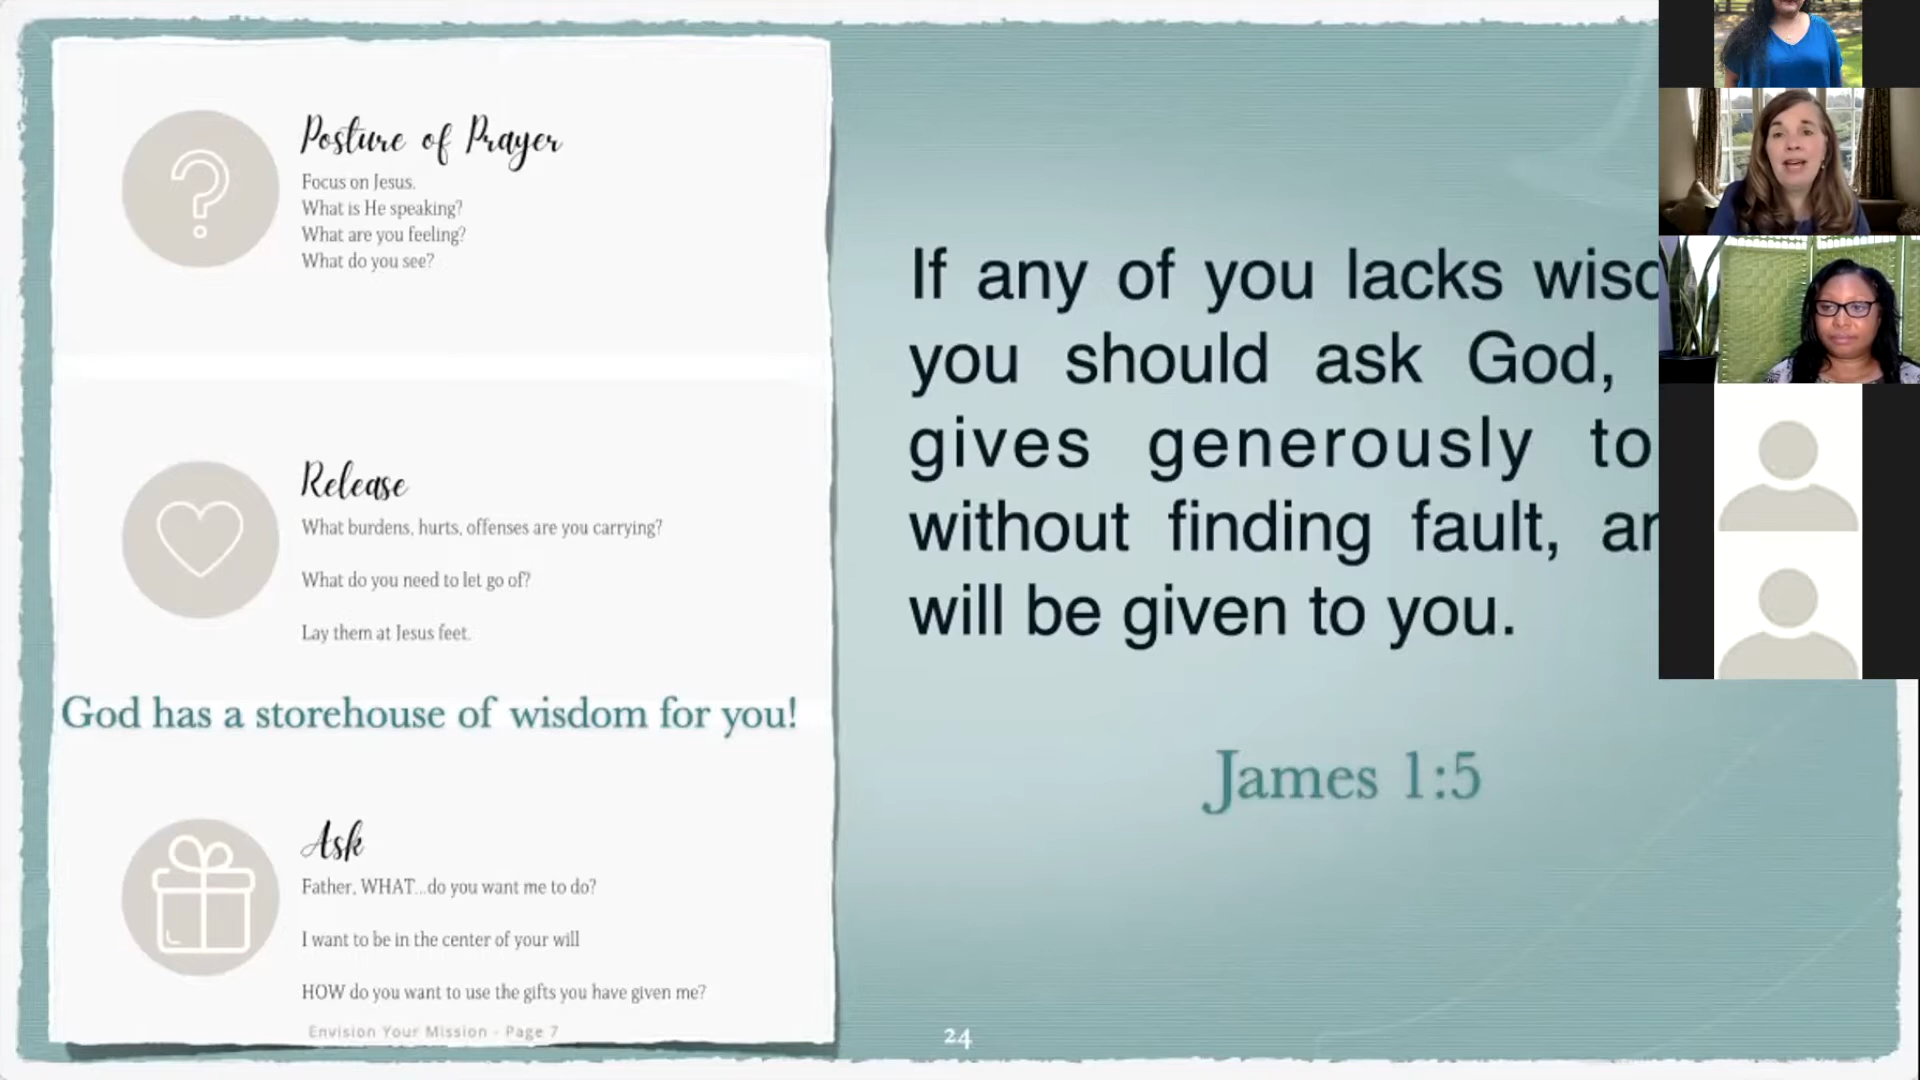 Posture of Prayer
Focus on Jesus.
What is He speaking?
What are you feeling?
What do you see?
Release
What burdens, hurts, offenses are you carrying?
What do you need to let go of?
Lay them at Jesus feet.
God has a storehouse of wisdom for you!
Ask
Father, WHAT...do you want me to do?
I want to be in the center of your will
HOW do you want to use the gifts you have given me?
Envision Your Mission - Page 7
If any of you lacks
you should ask God,
gives generously to
without finding fault,
will be given to you.
James 1:5
24